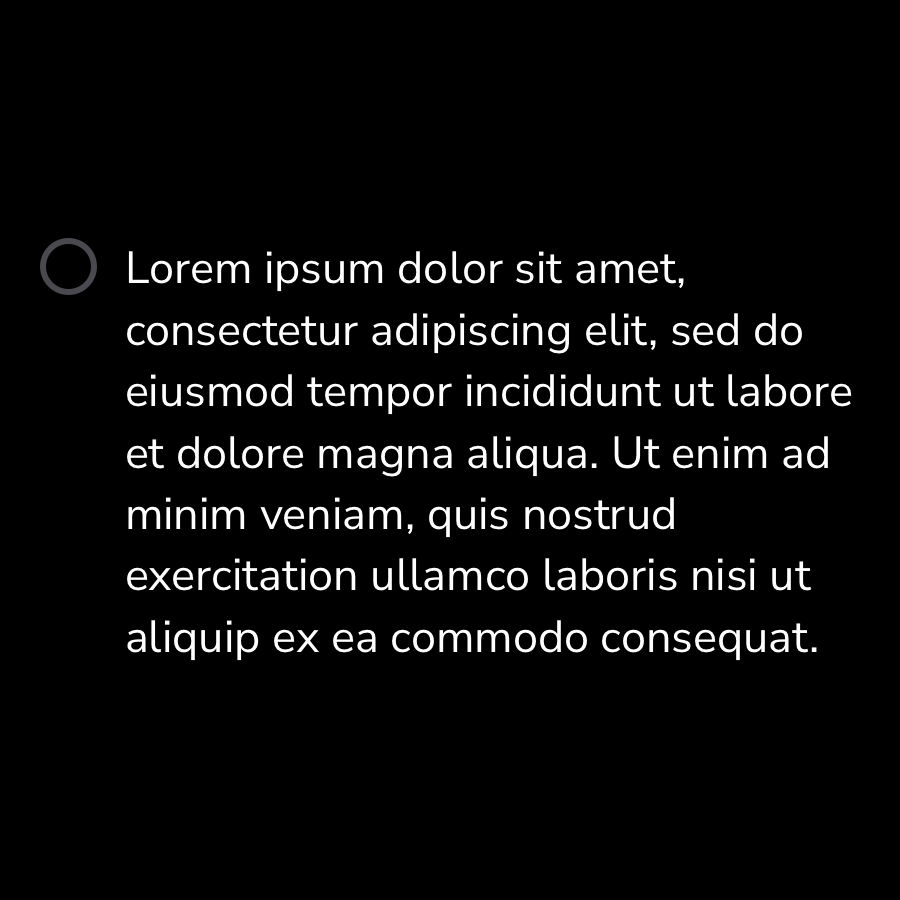 Lorem ipsum dolor sit amet,
consectetur adipiscing elit, sed do
eiusmod tempor incididunt ut labore
et dolore magna aliqua. Ut enim ad
minim veniam, quis nostrud
exercitation ullamco laboris nisi ut
aliquip ex ea commodo consequat.